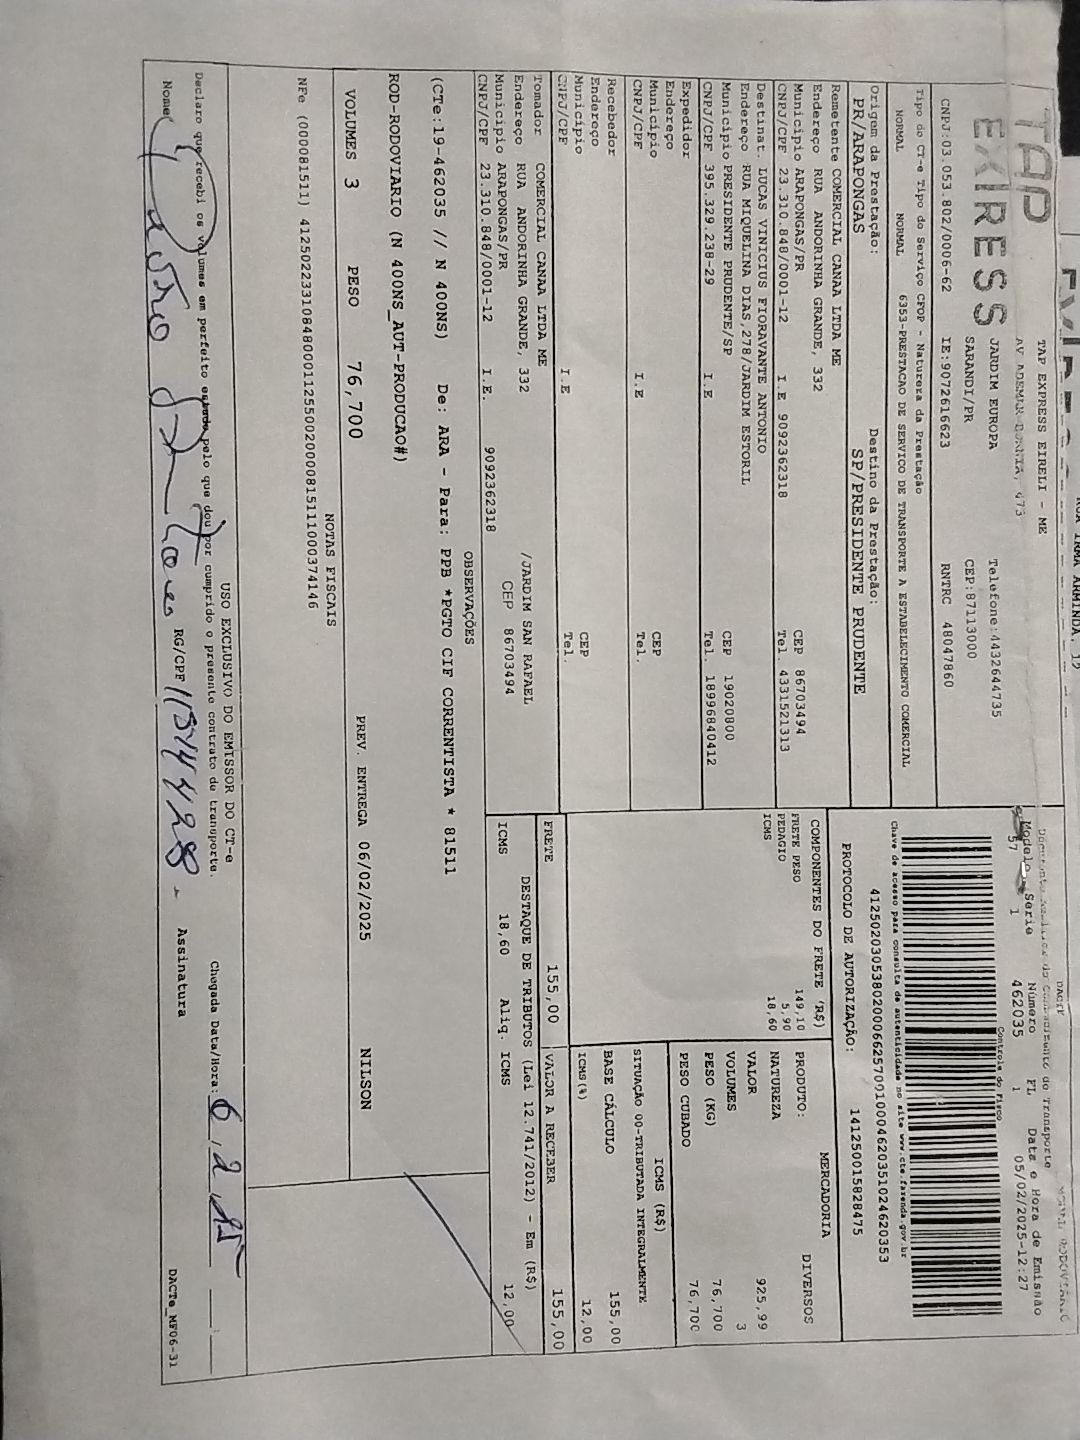 RUA IRMA ARMINDA, 12
TAP
EXPRESS
TAP EXPRESS EIRELI - ME
JARDIM EUROPA
SARANDI/PR
Telefone:4432644735
CEP:87113000
CNPJ:03.053.802/0006-62 IE:9072616623 RNTRC 48047860
DACTE
Documento Auxiliar do Conhecimento de Transporte
MODAL RODOVIÁRIO
Modelo Serie Número FL Data e Hora de Emissão
57 1 462035 1 05/02/2025-12:27
Controle do Fisco
Chave de acesso para consulta de autenticidade no site www.cte.fazenda.gov.br
PROTOCOLO DE AUTORIZAÇÃO: 141250015828475
Tipo do CT-e Tipo do Serviço CFOP - Natureza da Prestação
NORMAL NORMAL 6353-PRESTACAO DE SERVICO DE TRANSPORTE A ESTABELECIMENTO COMERCIAL
Origem da Prestação: Destino da Prestação:
PR/ARAPONGAS SP/PRESIDENTE PRUDENTE
Remetente COMERCIAL CANAA LTDA ME
Endereço RUA ANDORINHA GRANDE, 332
Municipio ARAPONGAS/PR CEP 86703494
CNPJ/CPF 23.310.848/0001-12 I.E 9092362318 Tel. 4331521313
Destinat. LUCAS VINICIUS FIORAVANTE ANTONIO
Endereço RUA MIQUELINA DIAS,278/JARDIM ESTORIL
Municipio PRESIDENTE PRUDENTE/SP CEP 19020800
CNPJ/CPF 395.329.238-29 I.E Tel. 18996840412
Expedidor
Endereço
Municipio CEP
CNPJ/CPF I.E Tel.
Recebedor
Endereço
Municipio CEP
CNPJ/CPF I.E Tel.
Tomador COMERCIAL CANAA LTDA ME
Endereço RUA ANDORINHA GRANDE, 332 /JARDIM SAN RAFAEL
Municipio ARAPONGAS/PR CEP 86703494
CNPJ/CPF 23.310.848/0001-12 I.E. 9092362318
COMPONENTES DO FRETE (R$)
FRETE PESO 149,10
PEDAGIO 5,90
ICMS 18,60
MERCADORIA
PRODUTO: DIVERSOS
NATUREZA
VALOR 925,99
VOLUMES 3
PESO (KG) 76,700
PESO CUBADO 76,700
ICMS (R$)
SITUAÇÃO 00-TRIBUTADA INTEGRALMENTE
BASE CÁLCULO 155,00
ICMS(%) 12,00
FRETE 155,00 VALOR A RECEBER 155,00
DESTAQUE DE TRIBUTOS (Lei 12.741/2012) - Em (R$)
ICMS 18,60 Aliq. ICMS 12,00
OBSERVAÇÕES
(CTe:19-462035 // N 400NS) De: ARA - Para: PPB *PGTO CIF CORRENTISTA * 81511
ROD-RODOVIARIO (N 400NS_AUT-PRODUCAO#)
VOLUMES 3 PESO 76,700 PREV. ENTREGA 06/02/2025 NILSON
NOTAS FISCAIS
USO EXCLUSIVO DO EMISSOR DO CT-e
Declaro que recebi os volumes em perfeito estado pelo que dou por cumprido o presente contrato de transporte. Chegada Data/Hora: 6 2 25
Nome RG/CPF Assinatura DACTe_MF06-31